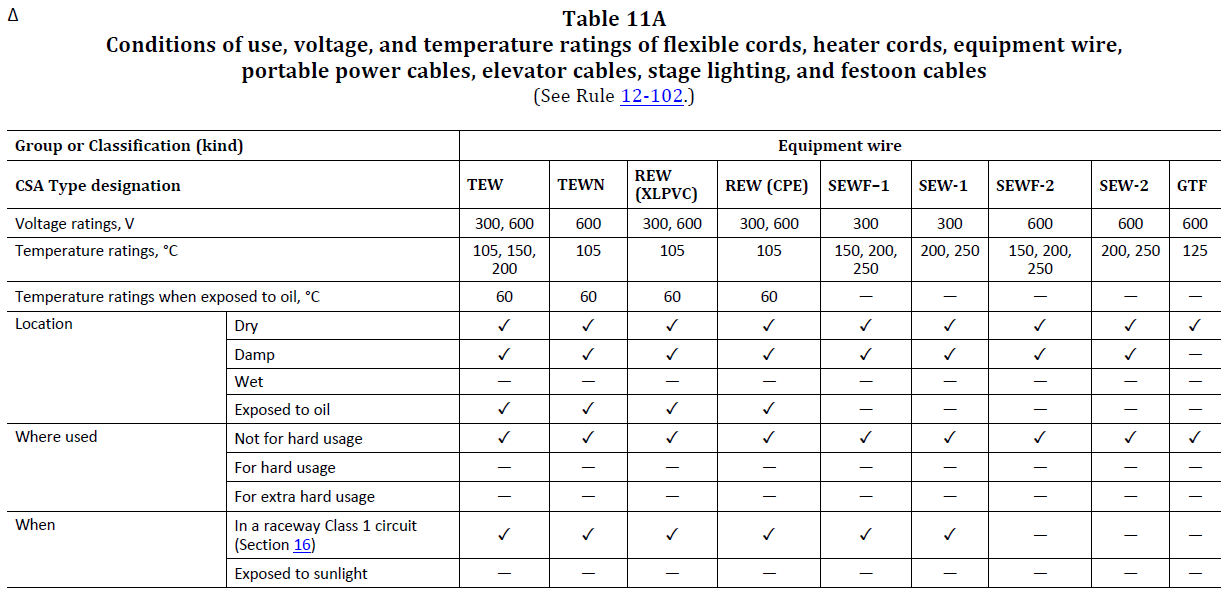 Δ
Table 11A
Conditions of use, voltage, and temperature ratings of flexible cords, heater cords, equipment wire,
portable power cables, elevator cables, stage lighting, and festoon cables
(See Rule 12-102.)
Group or Classification (kind) Equipment wire
CSA Type designation TEW TEWN REW (XLPVC) REW (CPE) SEWF–1 SEW-1 SEWF-2 SEW-2 GTF
Voltage ratings, V 300, 600 600 300, 600 300, 600 300 300 600 600 600
Temperature ratings, °C 105, 150, 200 105 105 105 150, 200, 250 200, 250 150, 200, 250 200, 250 125
Temperature ratings when exposed to oil, °C 60 60 60 60 — — — — —
Location Dry ✓ ✓ ✓ ✓ ✓ ✓ ✓ ✓ ✓
Damp ✓ ✓ ✓ ✓ ✓ ✓ ✓ ✓ —
Wet — — — — — — — — —
Exposed to oil ✓ ✓ ✓ ✓ — — — — —
Where used Not for hard usage ✓ ✓ ✓ ✓ ✓ ✓ ✓ ✓ ✓
For hard usage — — — — — — — — —
For extra hard usage — — — — — — — — —
When In a raceway Class 1 circuit (Section 16) ✓ ✓ ✓ ✓ ✓ ✓ — — —
Exposed to sunlight — — — — — — — — —